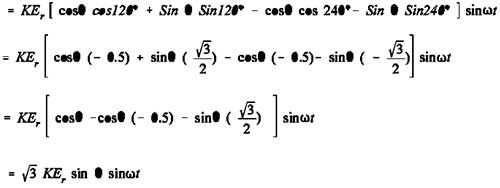 = KE_r [ cosθ cos120° + Sin θ Sin120° - cosθ cos 240° - Sin θ Sin240° ] sinωt
= KE_r [ cosθ (- 0.5) + sinθ ( √3/2 ) - cosθ (- 0.5)- sinθ ( - √3/2 ) ] sinωt
= KE_r [ cosθ -cosθ (- 0.5) - sinθ ( √3/2 ) ] sinωt
= √3 KE_r sin θ sinωt